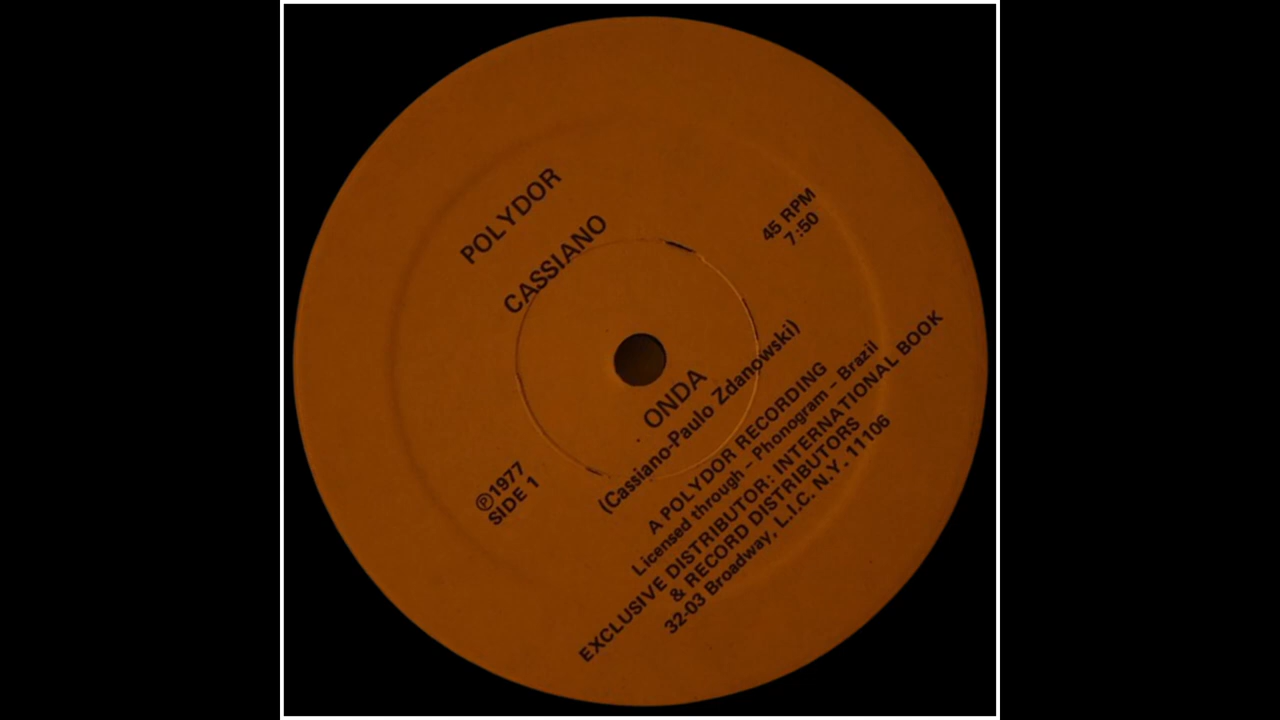 POLYDOR
CASSIANO
45 RPM
7:50
ONDA
(Cassiano-Paulo Zdanowski)
℗1977
SIDE 1
A POLYDOR RECORDING
Licensed through – Phonogram – Brazil
EXCLUSIVE DISTRIBUTOR: INTERNATIONAL BOOK
& RECORD DISTRIBUTORS
32-03 Broadway, L.I.C. N.Y. 11106